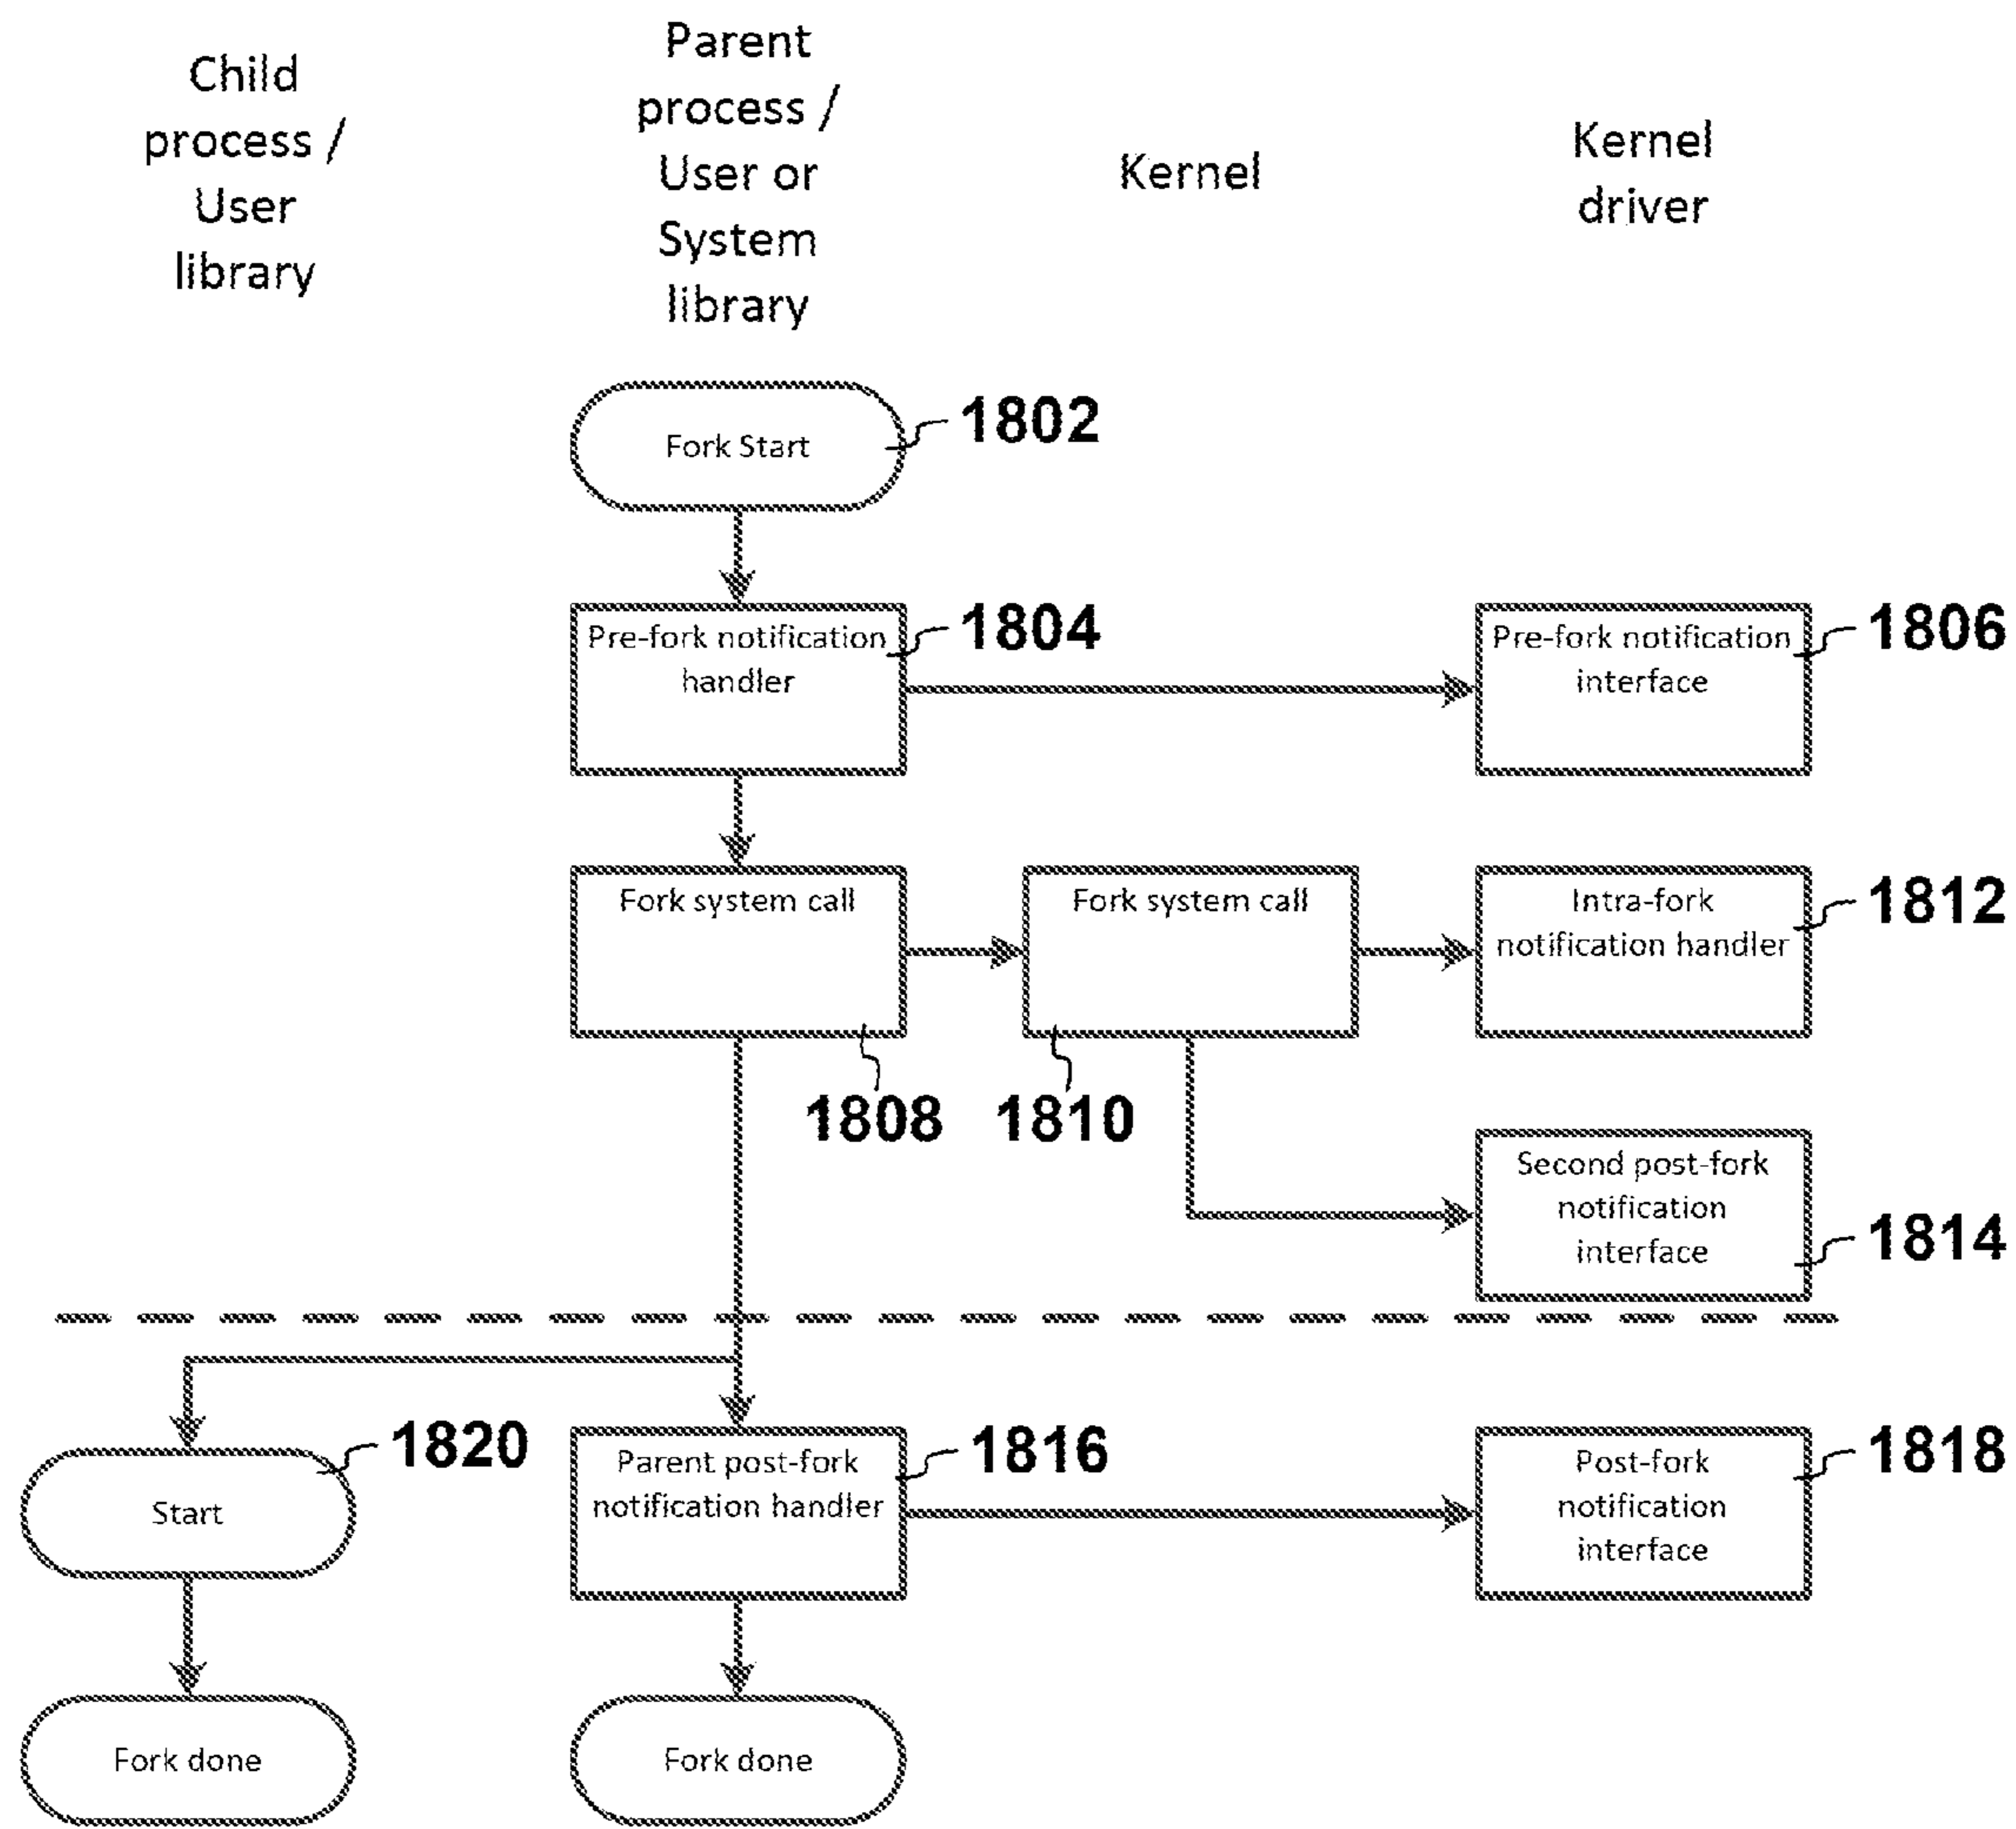 Child
process /
User
library
Parent
process /
User or
System
library
Kernel
Kernel
driver
Fork Start
1802
Pre-fork notification
handler
1804
Pre-fork notification
interface
1806
Fork system call
1808
Fork system call
1810
Intra-fork
notification handler
1812
Second post-fork
notification
interface
1814
Start
1820
Parent post-fork
notification handler
1816
Post-fork
notification
interface
1818
Fork done
Fork done